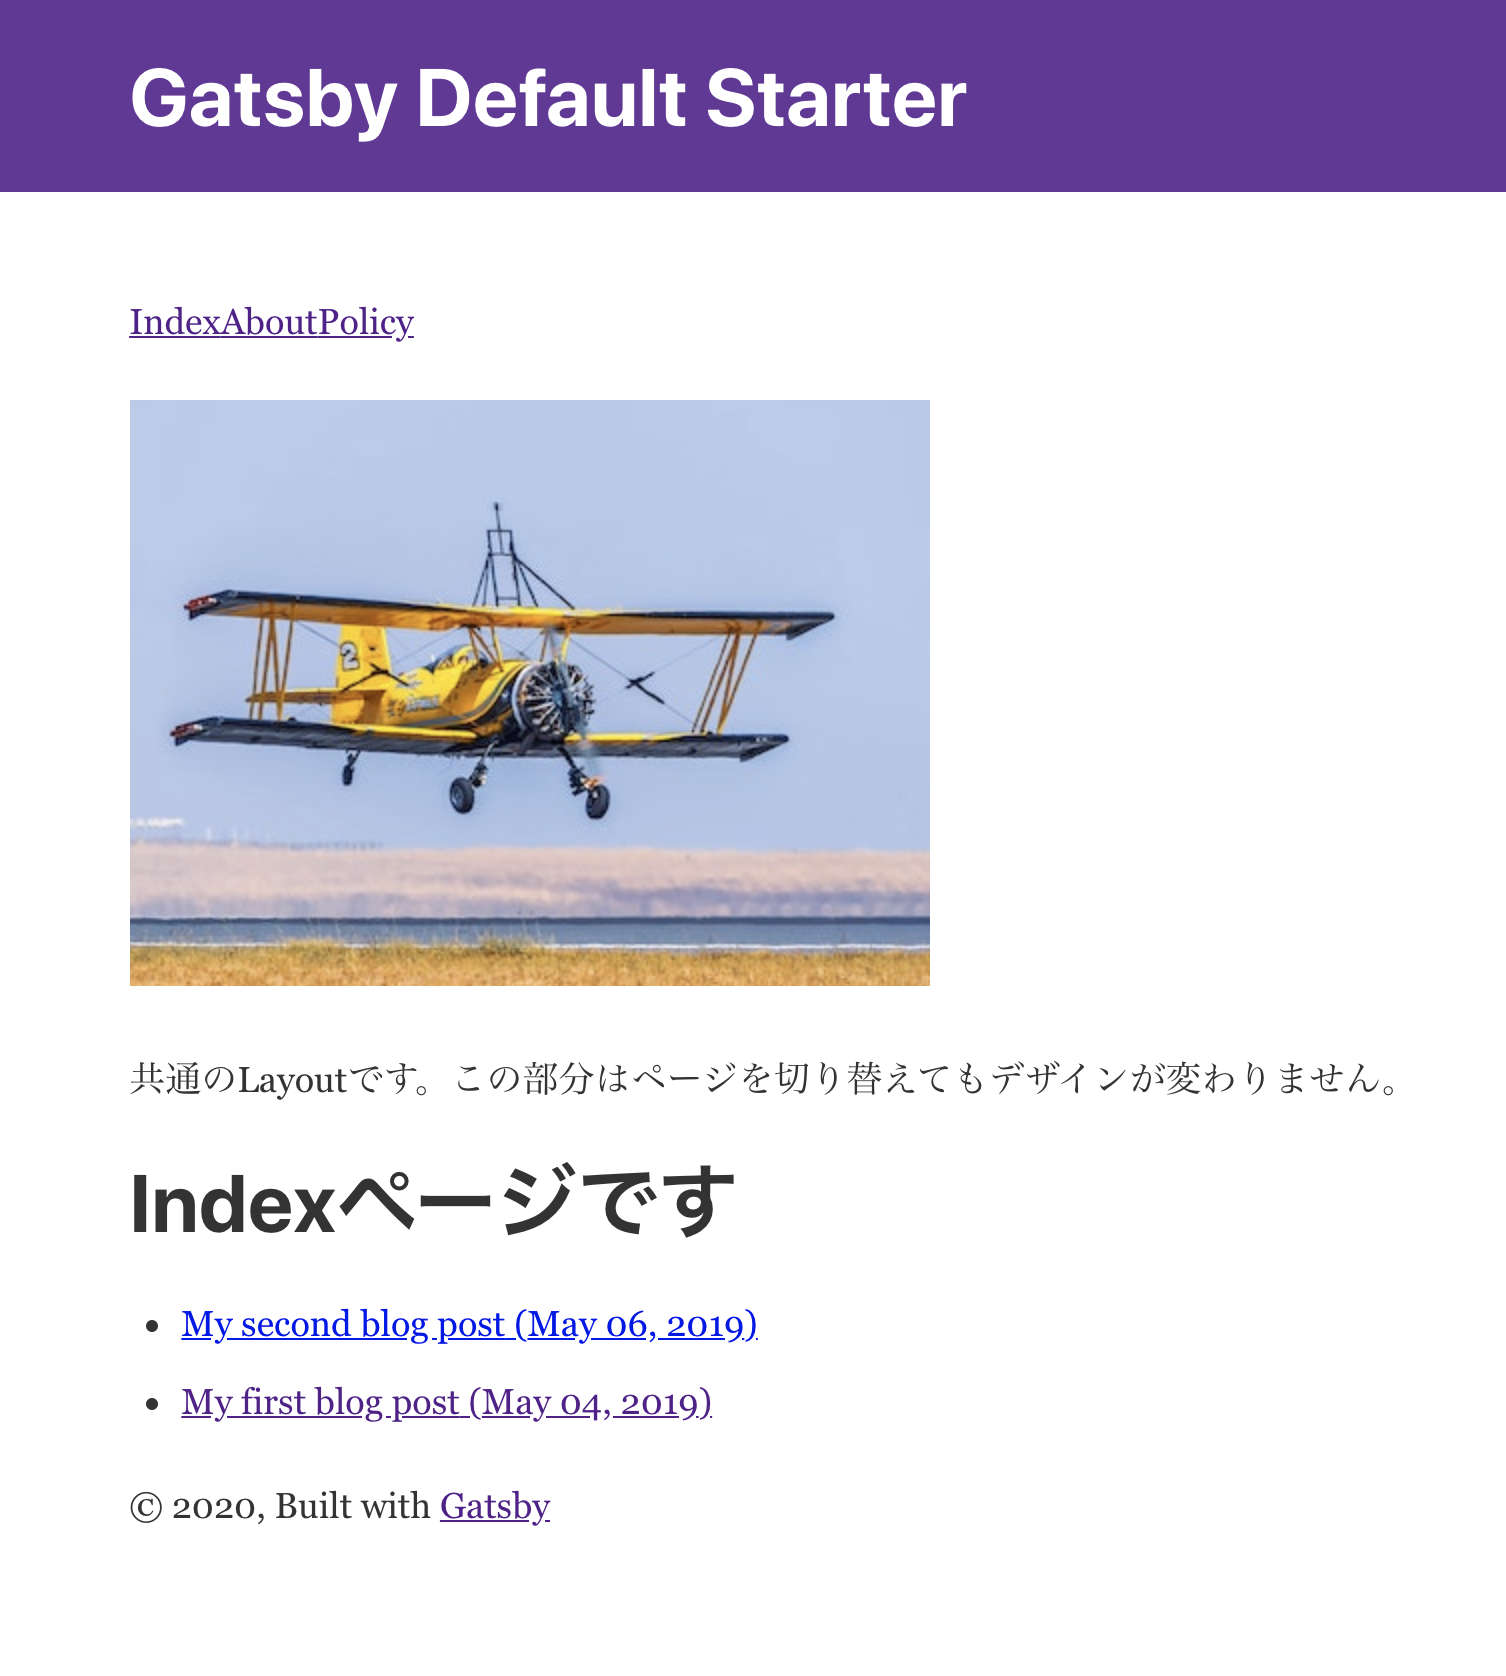 Gatsby Default Starter
IndexAboutPolicy
2
共通のLayoutです。この部分はページを切り替えてもデザインが変わりません。
Indexページです
My second blog post (May 06, 2019)
My first blog post (May 04, 2019)
© 2020, Built with Gatsby